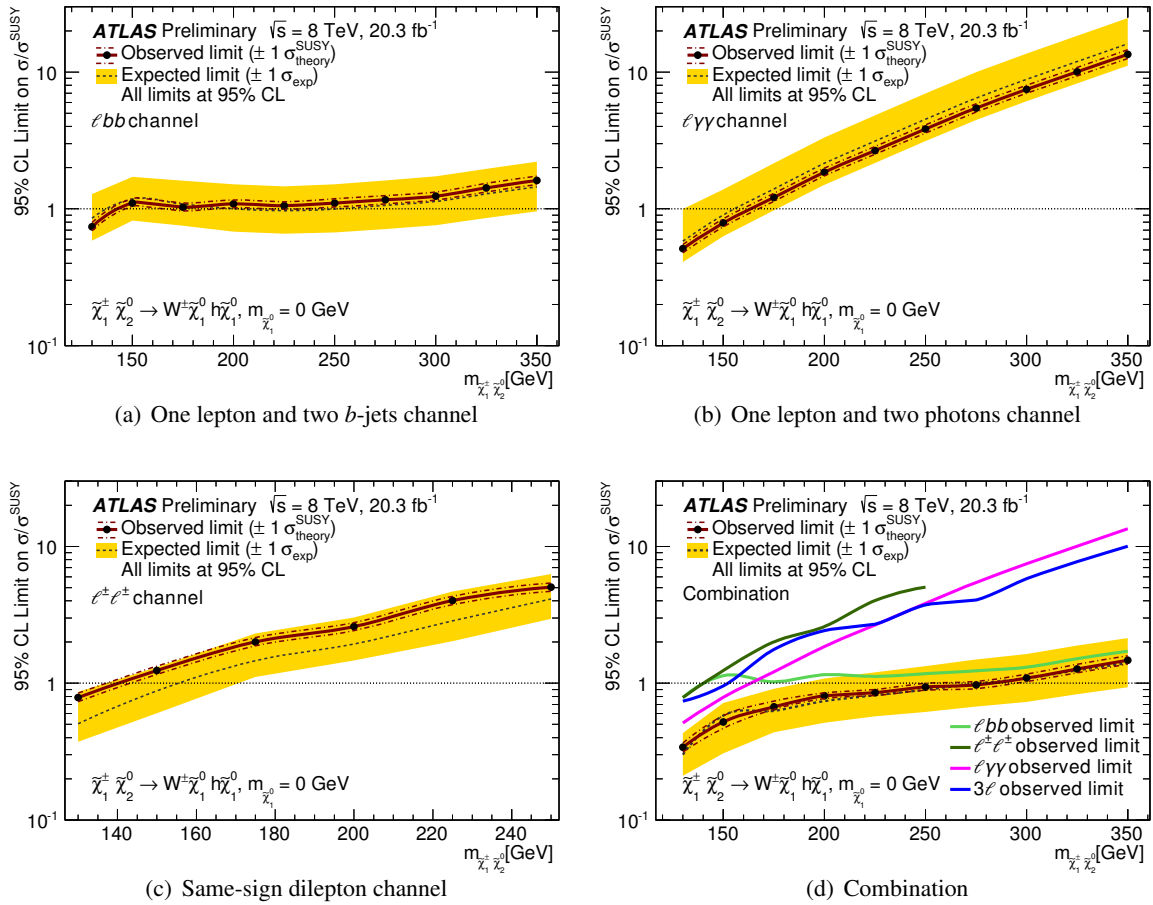 ATLAS Preliminary √s = 8 TeV, 20.3 fb⁻¹
Observed limit (± 1 σ_theory^SUSY)
Expected limit (± 1 σ_exp)
All limits at 95% CL
ℓbb channel
χ̃₁± χ̃₂⁰ → W±χ̃₁⁰ hχ̃₁⁰, m_χ̃₁⁰ = 0 GeV
95% CL Limit on σ/σ^SUSY
10
1
10⁻¹
150 200 250 300 350
m_χ̃₁± χ̃₂⁰ [GeV]
(a) One lepton and two b-jets channel
ATLAS Preliminary √s = 8 TeV, 20.3 fb⁻¹
Observed limit (± 1 σ_theory^SUSY)
Expected limit (± 1 σ_exp)
All limits at 95% CL
ℓγγ channel
χ̃₁± χ̃₂⁰ → W±χ̃₁⁰ hχ̃₁⁰, m_χ̃₁⁰ = 0 GeV
95% CL Limit on σ/σ^SUSY
10
1
10⁻¹
150 200 250 300 350
m_χ̃₁± χ̃₂⁰ [GeV]
(b) One lepton and two photons channel
ATLAS Preliminary √s = 8 TeV, 20.3 fb⁻¹
Observed limit (± 1 σ_theory^SUSY)
Expected limit (± 1 σ_exp)
All limits at 95% CL
ℓ±ℓ± channel
χ̃₁± χ̃₂⁰ → W±χ̃₁⁰ hχ̃₁⁰, m_χ̃₁⁰ = 0 GeV
95% CL Limit on σ/σ^SUSY
10
1
10⁻¹
140 160 180 200 220 240
m_χ̃₁± χ̃₂⁰ [GeV]
(c) Same-sign dilepton channel
ATLAS Preliminary √s = 8 TeV, 20.3 fb⁻¹
Observed limit (± 1 σ_theory^SUSY)
Expected limit (± 1 σ_exp)
All limits at 95% CL
Combination
ℓbb observed limit
ℓ±ℓ± observed limit
ℓγγ observed limit
3ℓ observed limit
χ̃₁± χ̃₂⁰ → W±χ̃₁⁰ hχ̃₁⁰, m_χ̃₁⁰ = 0 GeV
95% CL Limit on σ/σ^SUSY
10
1
10⁻¹
150 200 250 300 350
m_χ̃₁± χ̃₂⁰ [GeV]
(d) Combination